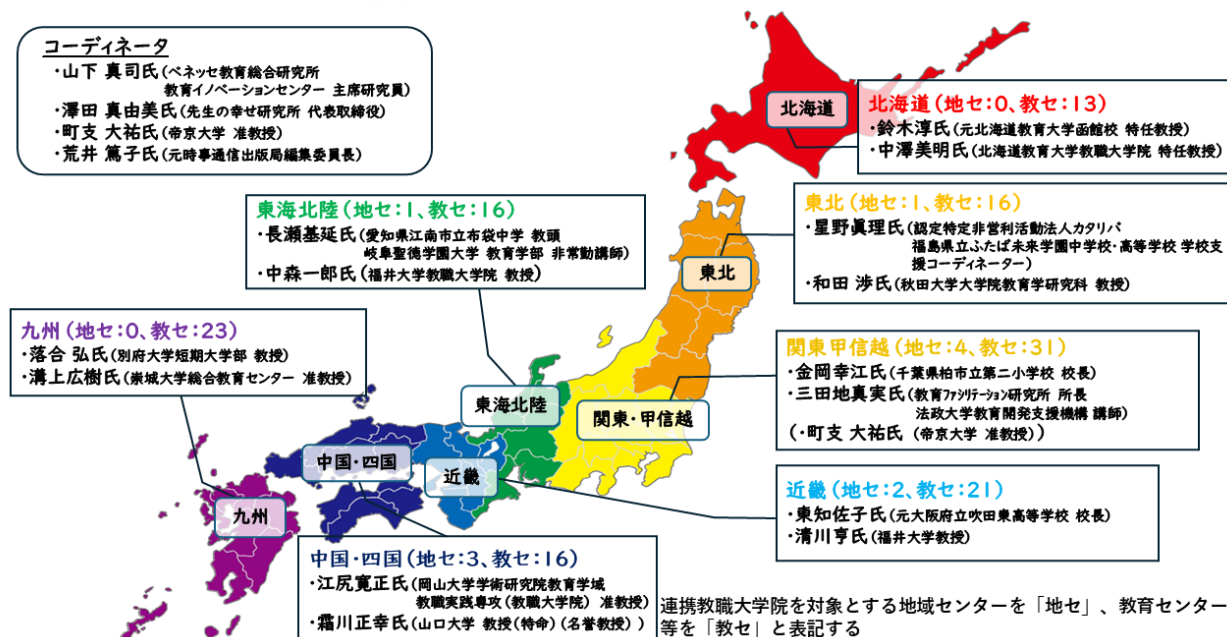 コーディネータ
・山下 真司氏(ベネッセ教育総合研究所
教育イノベーションセンター 主席研究員)
・澤田 真由美氏(先生の幸せ研究所 代表取締役)
・町支 大祐氏(帝京大学 准教授)
・荒井 篤子氏(元時事通信出版局編集委員長)
北海道
北海道(地セ:0、教セ:13)
・鈴木淳氏(元北海道教育大学函館校 特任教授)
・中澤美明氏(北海道教育大学教職大学院 特任教授)
東海北陸(地セ:1、教セ:16)
・長瀬基延氏(愛知県江南市立布袋中学 教頭
岐阜聖徳学園大学 教育学部 非常勤講師)
・中森一郎氏(福井大学教職大学院 教授)
東北
東北(地セ:1、教セ:16)
・星野眞理氏(認定特定非営利活動法人カタリバ
福島県立ふたば未来学園中学校・高等学校 学校支
援コーディネーター)
・和田 渉氏(秋田大学大学院教育学研究科 教授)
九州(地セ:0、教セ:23)
・落合 弘氏(別府大学短期大学部 教授)
・溝上広樹氏(崇城大学総合教育センター 准教授)
関東甲信越(地セ:4、教セ:31)
・金岡幸江氏(千葉県柏市立第二小学校 校長)
・三田地真実氏(教育ファシリテーション研究所 所長
法政大学教育開発支援機構 講師)
(・町支 大祐氏 (帝京大学 准教授))
東海北陸
関東・甲信越
中国・四国
近畿
九州
近畿(地セ:2、教セ:21)
・東知佐子氏(元大阪府立吹田東高等学校 校長)
・清川亨氏(福井大学教授)
中国・四国(地セ:3、教セ:16)
・江尻寛正氏(岡山大学学術研究院教育学域
教職実践専攻(教職大学院) 准教授)
・霜川正幸氏(山口大学 教授(特命)(名誉教授))
連携教職大学院を対象とする地域センターを「地セ」、教育センター
等を「教セ」と表記する